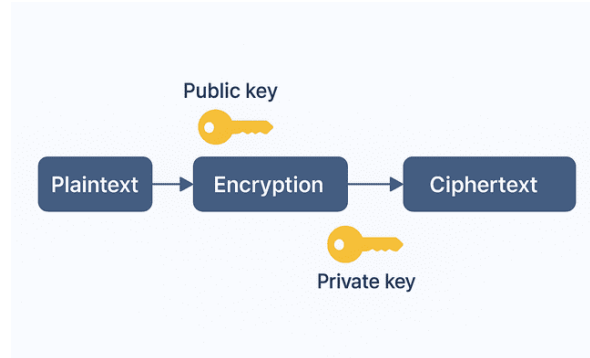 Public key
Plaintext
Encryption
Ciphertext
Private key